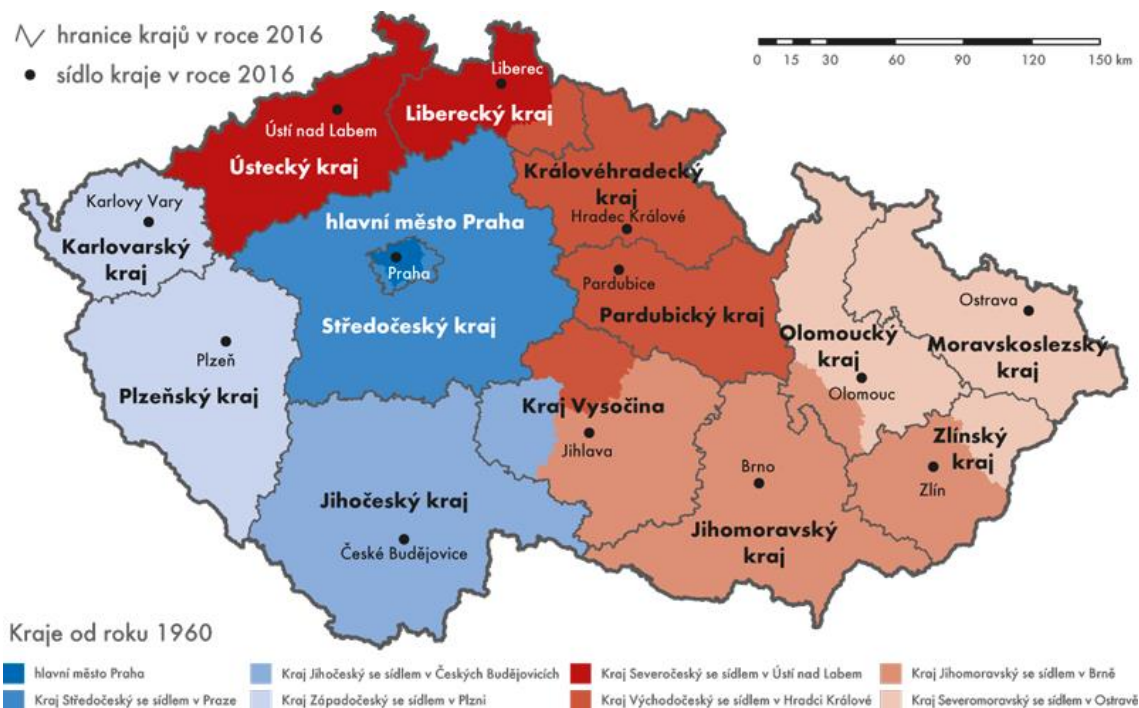 hranice krajů v roce 2016
sídlo kraje v roce 2016
0 15 30 60 90 120 150 km
Liberec
Liberecký kraj
Ústí nad Labem
Ústecký kraj
Královéhradecký
kraj
Hradec Králové
Karlovy Vary
Karlovarský
kraj
hlavní město Praha
Praha
Středočeský kraj
Pardubice
Pardubický kraj
Ostrava
Moravskoslezský
kraj
Olomoucký
kraj
Olomouc
Plzeň
Plzeňský kraj
Kraj Vysočina
Jihlava
Zlínský
kraj
Zlín
Brno
Jihomoravský
kraj
Jihočeský kraj
České Budějovice
Kraje od roku 1960
hlavní město Praha
Kraj Středočeský se sídlem v Praze
Kraj Jihočeský se sídlem v Českých Budějovicích
Kraj Západočeský se sídlem v Plzni
Kraj Severočeský se sídlem v Ústí nad Labem
Kraj Východočeský se sídlem v Hradci Králové
Kraj Jihomoravský se sídlem v Brně
Kraj Severomoravský se sídlem v Ostravě